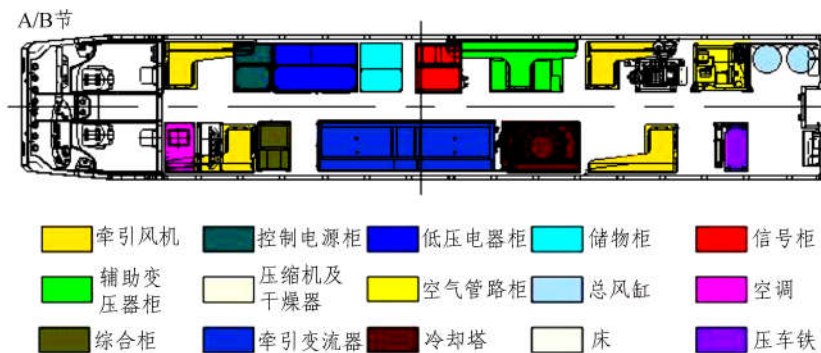 A/B节
牵引风机
控制电源柜
低压电器柜
储物柜
信号柜
辅助变
压器柜
压缩机及
干燥器
空气管路柜
总风缸
空调
综合柜
牵引变流器
冷却塔
床
压车铁